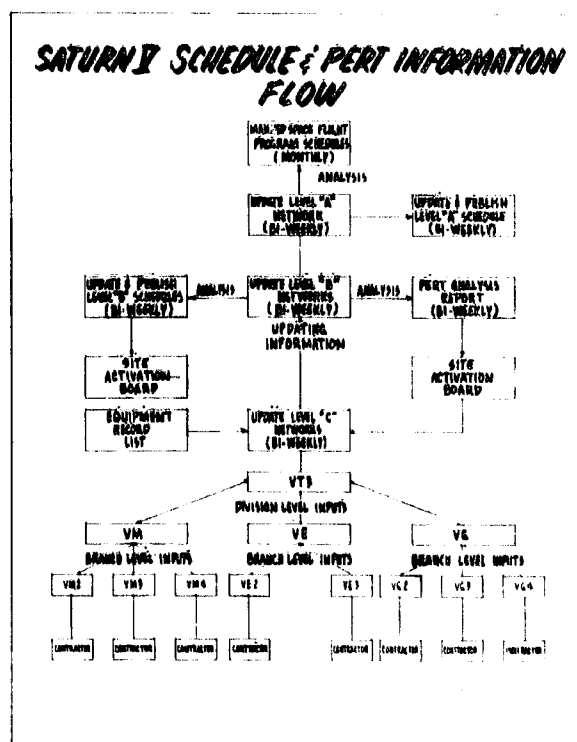 SATURN V SCHEDULE & PERT INFORMATION
FLOW
MANNED SPACE FLIGHT
PROGRAM SCHEDULES
(MONTHLY)
ANALYSIS
UPDATE LEVEL "A"
NETWORK
(BI-WEEKLY)
UPDATE & PUBLISH
LEVEL "A" SCHEDULE
(BI-WEEKLY)
UPDATE & PUBLISH
LEVEL "B" SCHEDULES
(BI-WEEKLY)
ANALYSIS
UPDATE LEVEL "B"
NETWORKS
(BI-WEEKLY)
ANALYSIS
PERT ANALYSIS
REPORT
(BI-WEEKLY)
UPDATING
INFORMATION
SITE
ACTIVATION
BOARD
SITE
ACTIVATION
BOARD
EQUIPMENT
RECORD
LIST
UPDATE LEVEL "C"
NETWORKS
(BI-WEEKLY)
VT3
DIVISION LEVEL INPUTS
VM
VE
VG
BRANCH LEVEL INPUTS
BRANCH LEVEL INPUTS
BRANCH LEVEL INPUTS
VM2
VM3
VM4
VE2
VE3
VG2
VG3
VG4
CONTRACTOR
CONTRACTOR
CONTRACTOR
CONTRACTOR
CONTRACTOR
CONTRACTOR
CONTRACTOR
CONTRACTOR